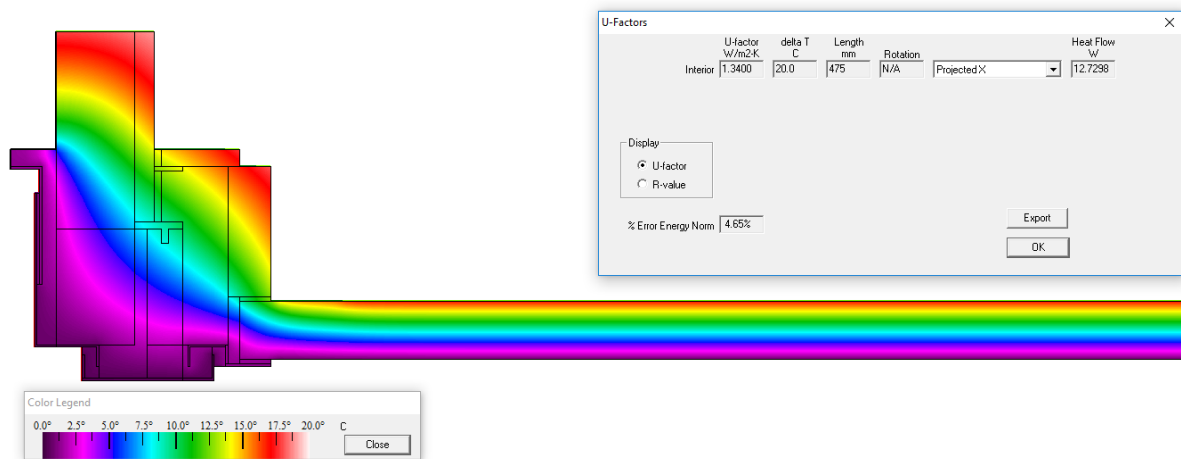 U-Factors
U-factor delta T Length Heat Flow
W/m2-K C mm Rotation W
Interior 1.3400 20.0 475 N/A Projected X 12.7298
Display
U-factor
R-value
% Error Energy Norm 4.65%
Export
OK
Color Legend
0.0° 2.5° 5.0° 7.5° 10.0° 12.5° 15.0° 17.5° 20.0° C
Close